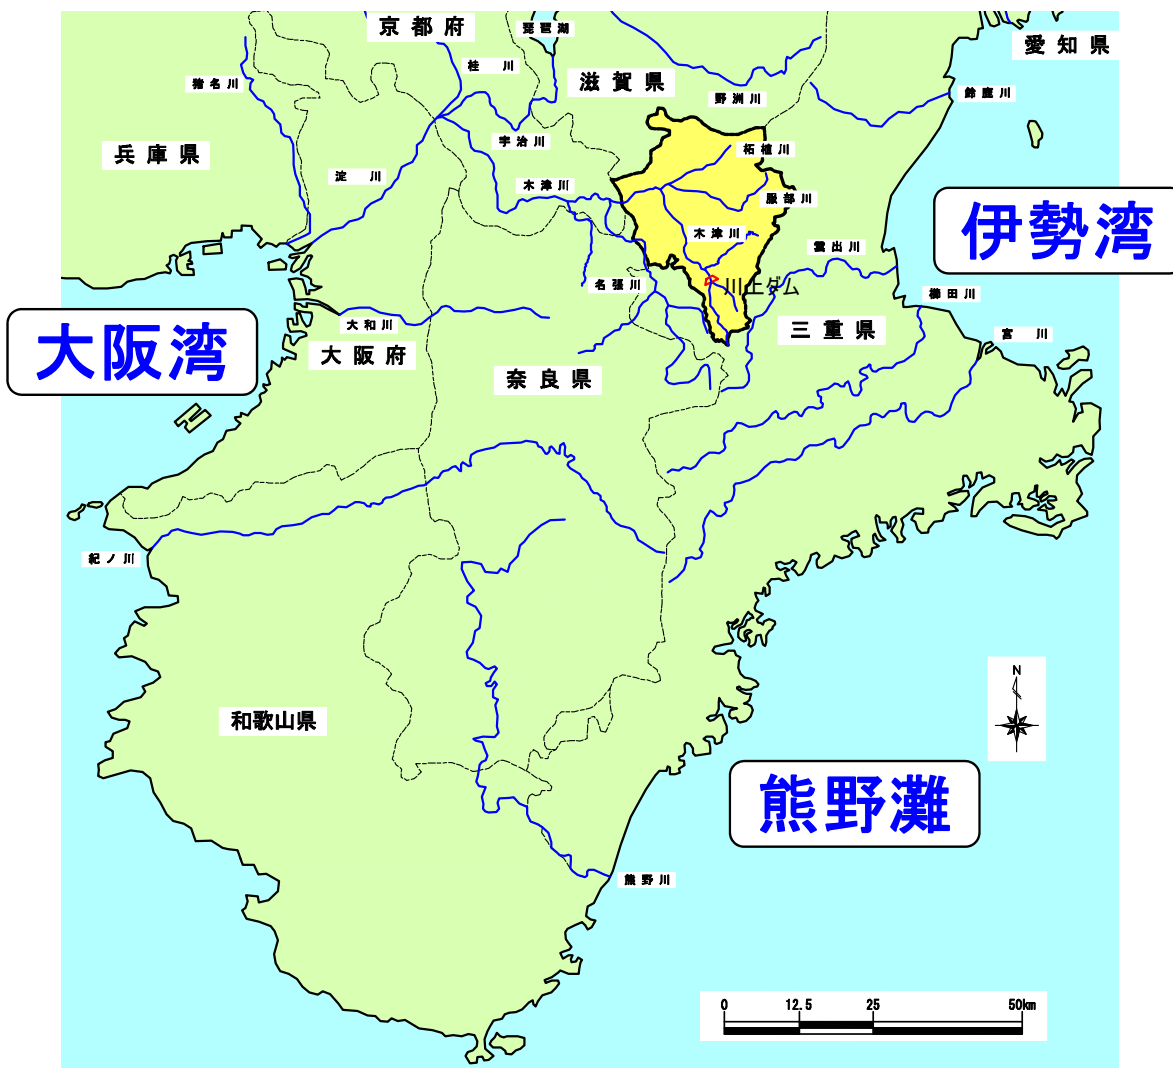 京都府
琵琶湖
愛知県
桂川
滋賀県
猪名川
野洲川
鈴鹿川
宇治川
柘植川
兵庫県
淀川
木津川
服部川
伊勢湾
木津川
雲出川
名張川
川上ダム
櫛田川
大和川
三重県
宮川
大阪湾
大阪府
奈良県
紀ノ川
N
和歌山県
熊野灘
熊野川
0 12.5 25 50km